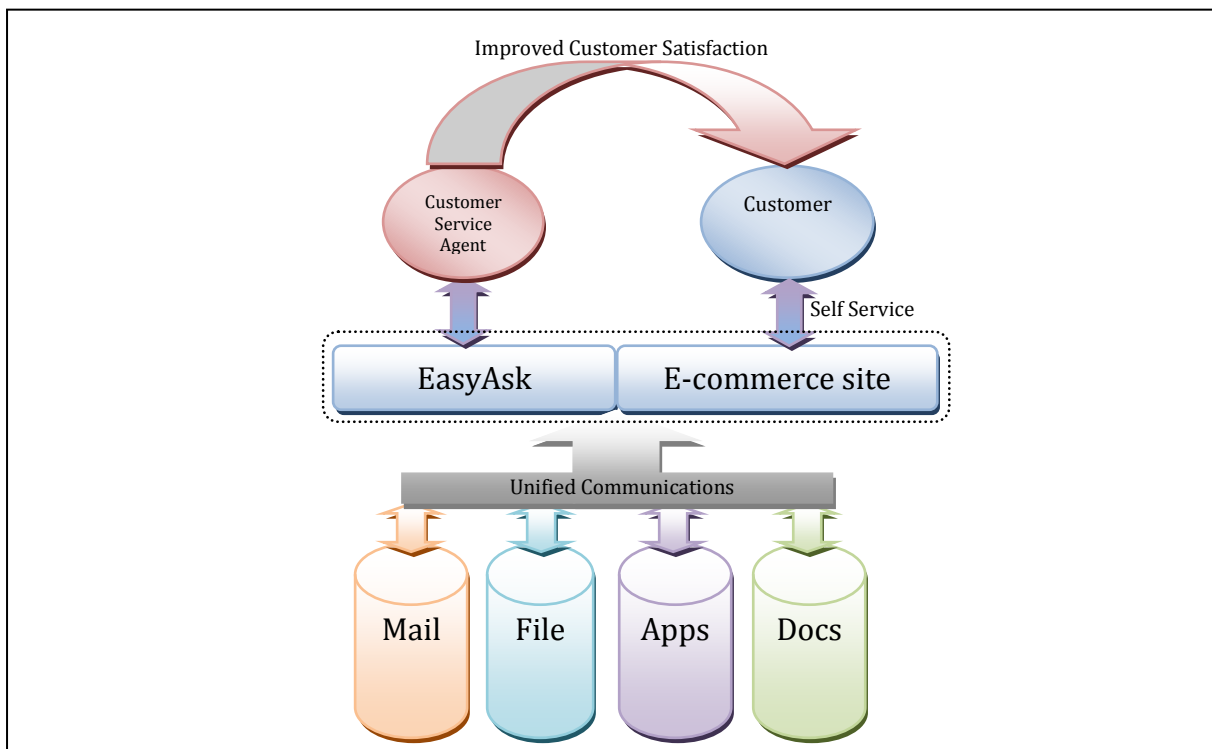 Improved Customer Satisfaction
Customer
Service
Agent
Customer
Self Service
EasyAsk
E-commerce site
Unified Communications
Mail
File
Apps
Docs